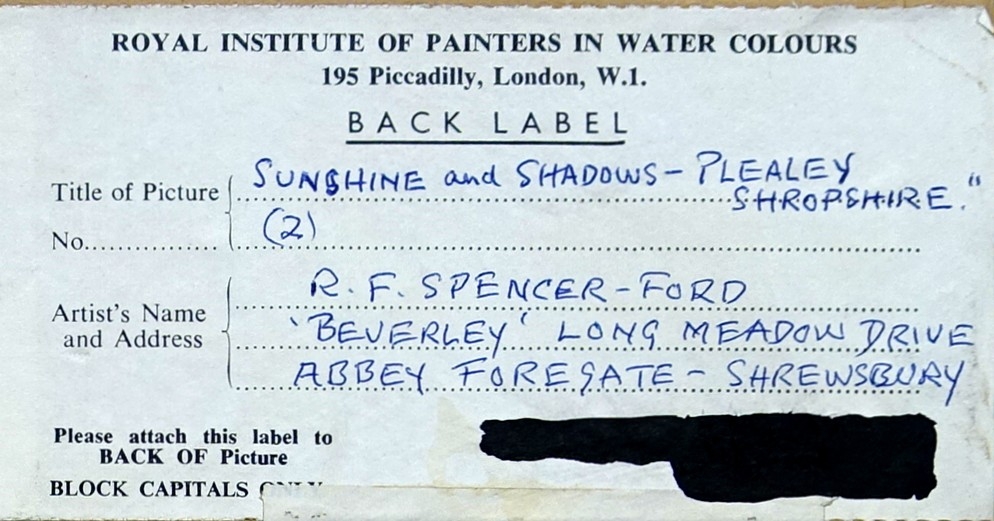 ROYAL INSTITUTE OF PAINTERS IN WATER COLOURS
195 Piccadilly, London, W.1.
BACK LABEL
Title of Picture SUNSHINE and SHADOWS – PLEALEY
SHROPSHIRE."
No. (2)
R. F. SPENCER-FORD
Artist's Name
and Address 'BEVERLEY' LONG MEADOW DRIVE
ABBEY FOREGATE – SHREWSBURY
Please attach this label to
BACK OF Picture
BLOCK CAPITALS ONLY